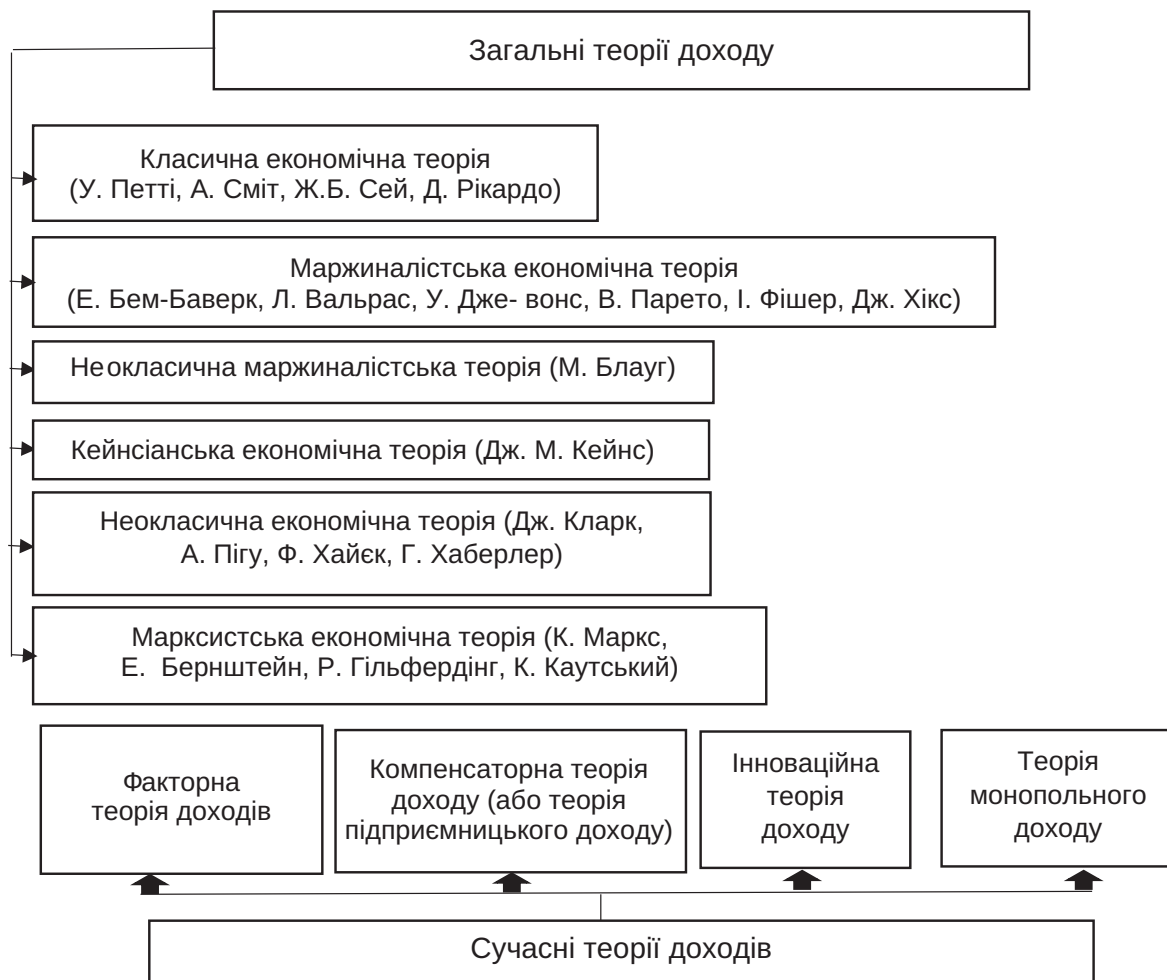 Загальні теорії доходу
Класична економічна теорія
(У. Петті, А. Сміт, Ж.Б. Сей, Д. Рікардо)
Маржиналістська економічна теорія
(Е. Бем-Баверк, Л. Вальрас, У. Дже- вонс, В. Парето, І. Фішер, Дж. Хікс)
Неокласична маржиналістська теорія (М. Блауг)
Кейнсіанська економічна теорія (Дж. М. Кейнс)
Неокласична економічна теорія (Дж. Кларк,
А. Пігу, Ф. Хайєк, Г. Хаберлер)
Марксистська економічна теорія (К. Маркс,
Е. Бернштейн, Р. Гільфердінг, К. Каутський)
Факторна
теорія доходів
Компенсаторна теорія
доходу (або теорія
підприємницького доходу)
Інноваційна
теорія
доходу
Теорія
монопольного
доходу
Сучасні теорії доходів